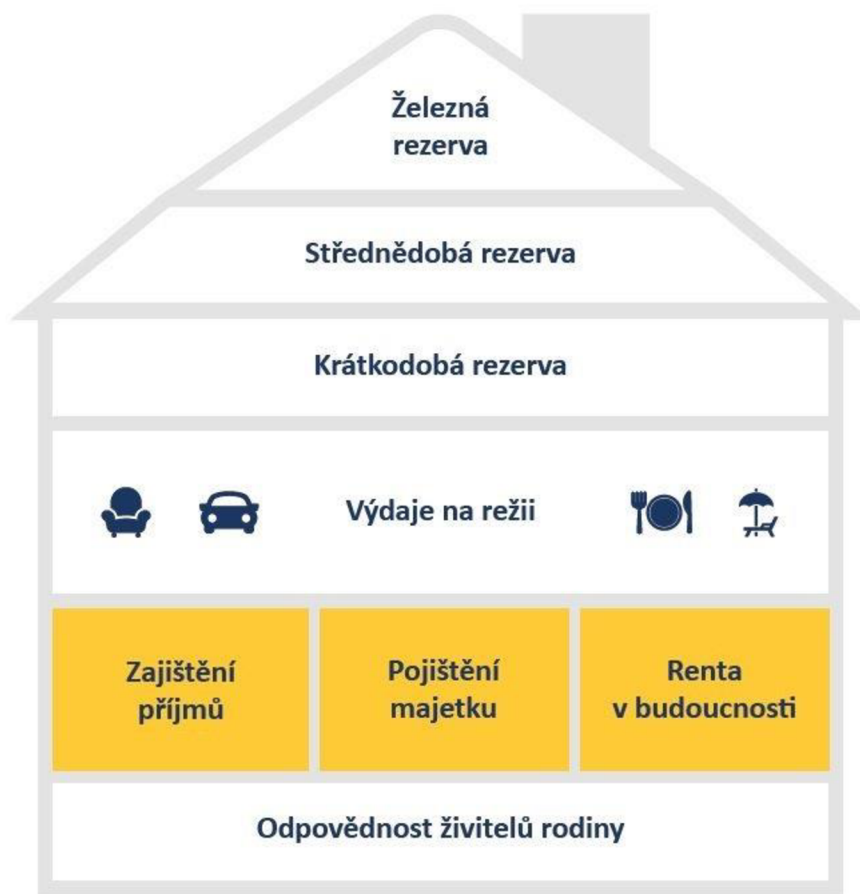 Železná
rezerva
Střednědobá rezerva
Krátkodobá rezerva
Výdaje na režii
Zajištění
příjmů
Pojištění
majetku
Renta
v budoucnosti
Odpovědnost živitelů rodiny